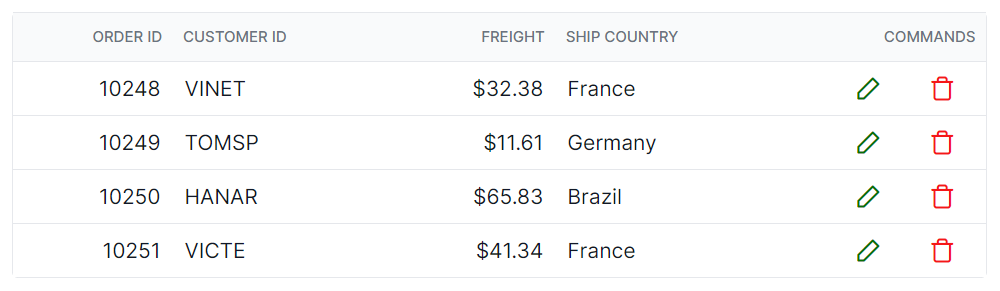 ORDER ID CUSTOMER ID FREIGHT SHIP COUNTRY COMMANDS
10248 VINET $32.38 France
10249 TOMSP $11.61 Germany
10250 HANAR $65.83 Brazil
10251 VICTE $41.34 France